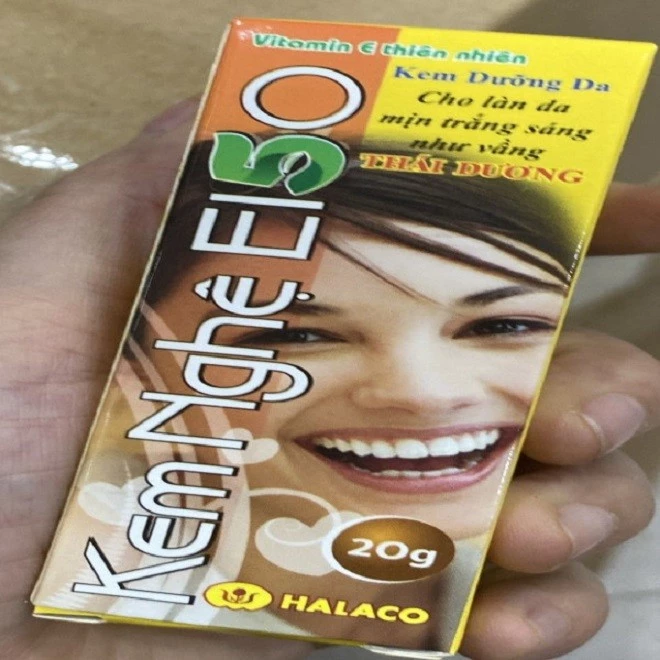 Vitamin E thiên nhiên
Kem Dưỡng Da
Cho làn da
mịn trắng sáng
như vầng
THÁI DƯƠNG
Kem Nghệ E150
20g
HALACO